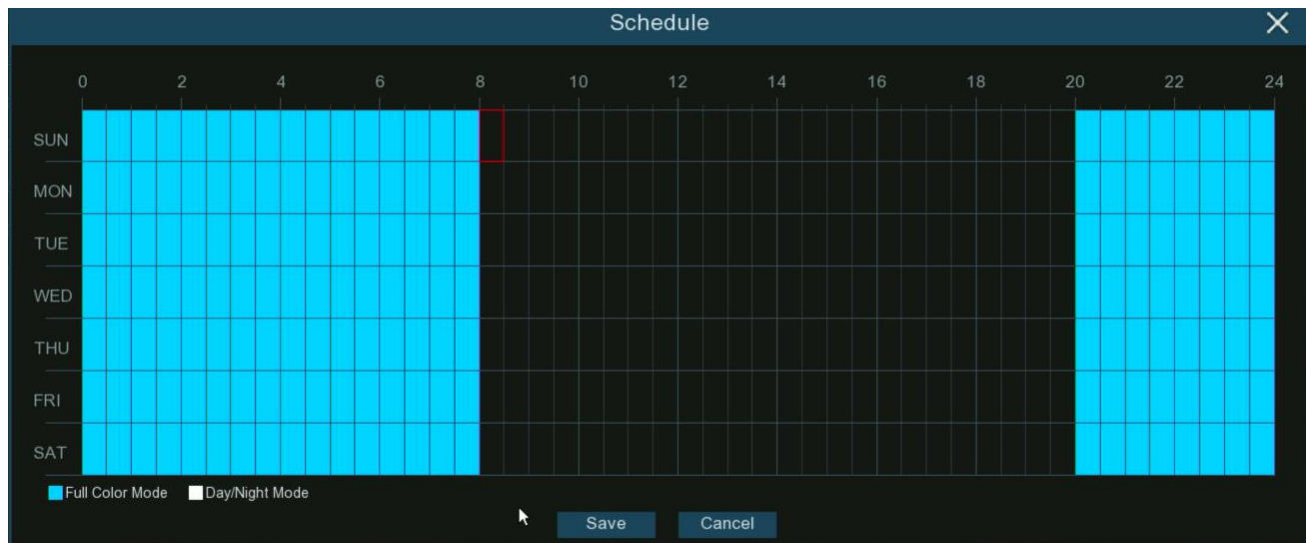 Schedule
0 2 4 6 8 10 12 14 16 18 20 22 24
SUN
MON
TUE
WED
THU
FRI
SAT
Full Color Mode Day/Night Mode
Save Cancel